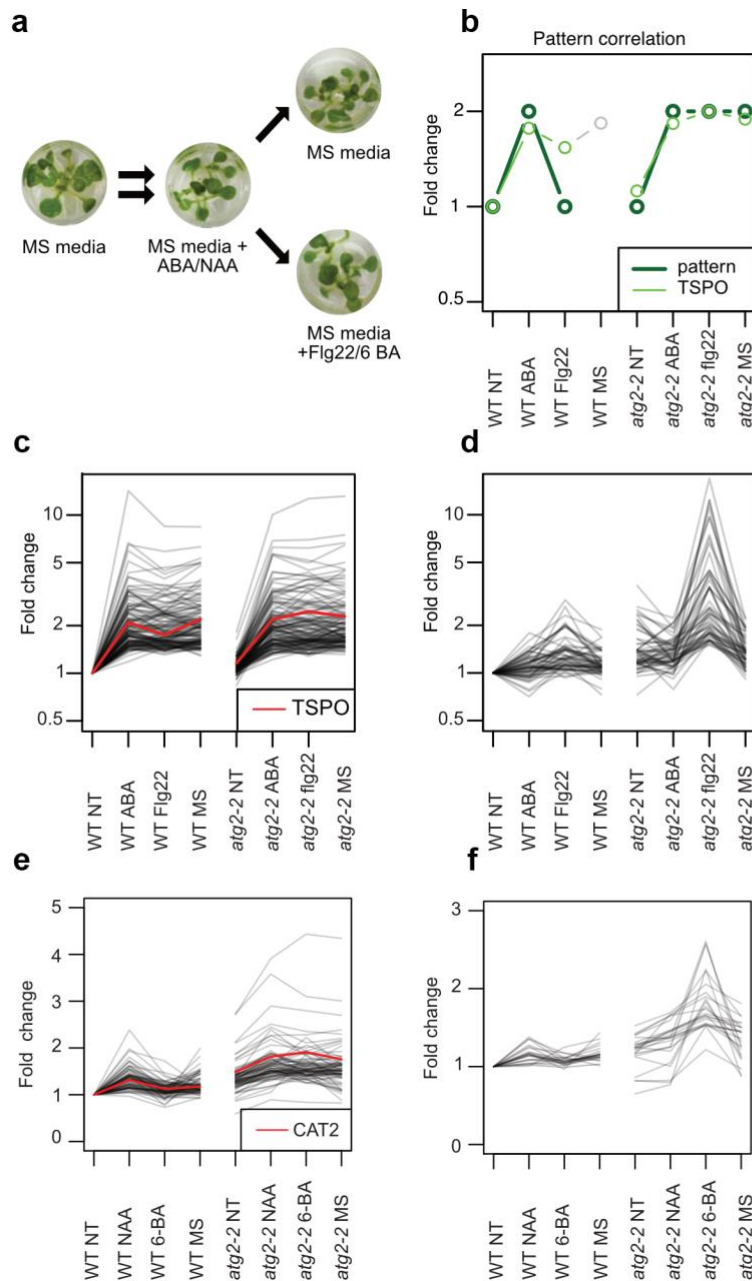 a
MS media
MS media +
ABA/NAA
MS media
MS media
+Flg22/6 BA
b
Pattern correlation
Fold change
2
1
0.5
pattern
TSPO
WT NT
WT ABA
WT Flg22
WT MS
atg2-2 NT
atg2-2 ABA
atg2-2 flg22
atg2-2 MS
c
Fold change
10
5
2
1
0.5
TSPO
WT NT
WT ABA
WT Flg22
WT MS
atg2-2 NT
atg2-2 ABA
atg2-2 flg22
atg2-2 MS
d
Fold change
10
5
2
1
0.5
WT NT
WT ABA
WT Flg22
WT MS
atg2-2 NT
atg2-2 ABA
atg2-2 flg22
atg2-2 MS
e
Fold change
5
4
3
2
1
0
CAT2
WT NT
WT NAA
WT 6-BA
WT MS
atg2-2 NT
atg2-2 NAA
atg2-2 6-BA
atg2-2 MS
f
Fold change
3
2
1
0
WT NT
WT NAA
WT 6-BA
WT MS
atg2-2 NT
atg2-2 NAA
atg2-2 6-BA
atg2-2 MS